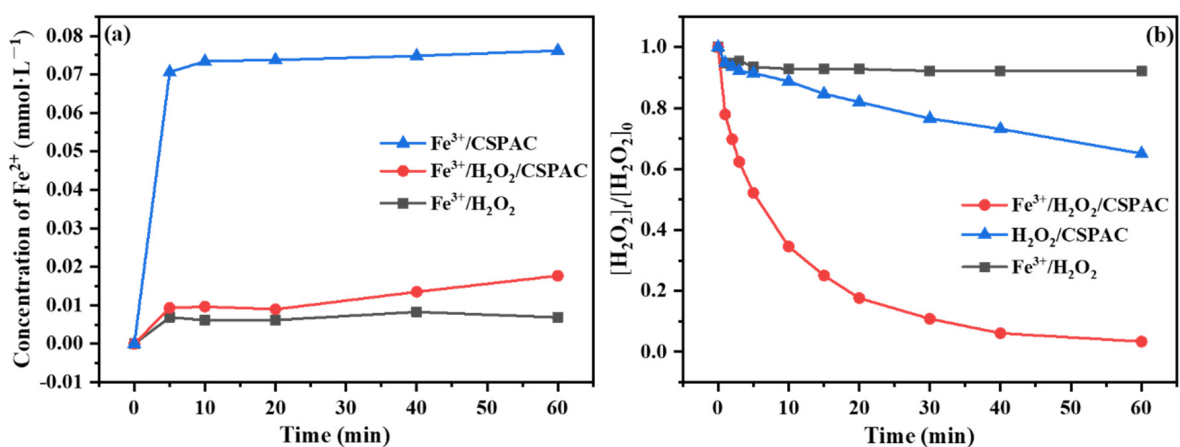 (a)
Concentration of Fe²⁺ (mmol·L⁻¹)
0.08
0.07
0.06
0.05
0.04
0.03
0.02
0.01
0.00
-0.01
Fe³⁺/CSPAC
Fe³⁺/H₂O₂/CSPAC
Fe³⁺/H₂O₂
0 10 20 30 40 50 60
Time (min)
(b)
[H₂O₂]ₜ/[H₂O₂]₀
1.0
0.8
0.6
0.4
0.2
0.0
Fe³⁺/H₂O₂/CSPAC
H₂O₂/CSPAC
Fe³⁺/H₂O₂
0 10 20 30 40 50 60
Time (min)